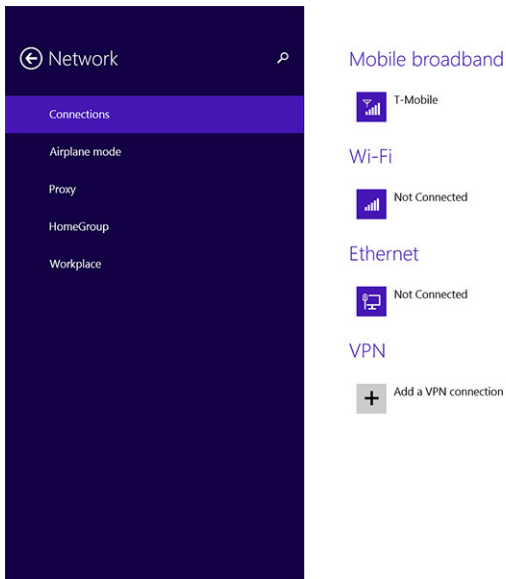 Network
Connections
Airplane mode
Proxy
HomeGroup
Workplace
Mobile broadband
T-Mobile
Wi-Fi
Not Connected
Ethernet
Not Connected
VPN
Add a VPN connection